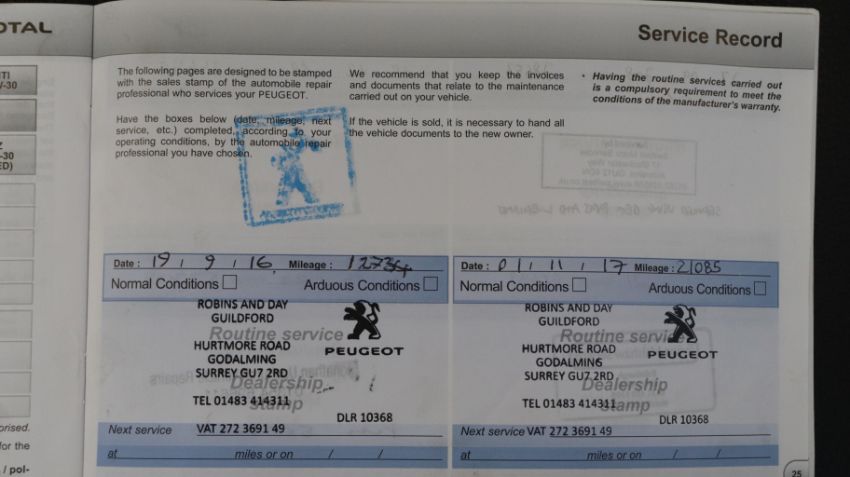 OTAL
Service Record
TI
/-30
Z
-30
ED)
orised.
for the
/ pol-
The following pages are designed to be stamped
with the sales stamp of the automobile repair
professional who services your PEUGEOT.
Have the boxes below (date, mileage, next
service, etc.) completed, according to your
operating conditions, by the automobile repair
professional you have chosen.
We recommend that you keep the invoices
and documents that relate to the maintenance
carried out on your vehicle.
If the vehicle is sold, it is necessary to hand all
the vehicle documents to the new owner.
• Having the routine services carried out
is a compulsory requirement to meet the
conditions of the manufacturer's warranty.
Date : 19 / 9 / 16 Mileage : 12734
Normal Conditions Arduous Conditions
ROBINS AND DAY
GUILDFORD
Routine service
HURTMORE ROAD
PEUGEOT
GODALMING
SURREY GU7 2RD
Dealership
TEL 01483 414311
stamp
DLR 10368
Next service VAT 272 3691 49
at miles or on / /
Date : 01 / 11 / 17 Mileage : 21085
Normal Conditions Arduous Conditions
ROBINS AND DAY
GUILDFORD
Routine service
HURTMORE ROAD
PEUGEOT
GODALMING
SURREY GU7 2RD
Dealership
TEL 01483 414311
stamp
DLR 10368
Next service VAT 272 3691 49
at miles or on / /
25